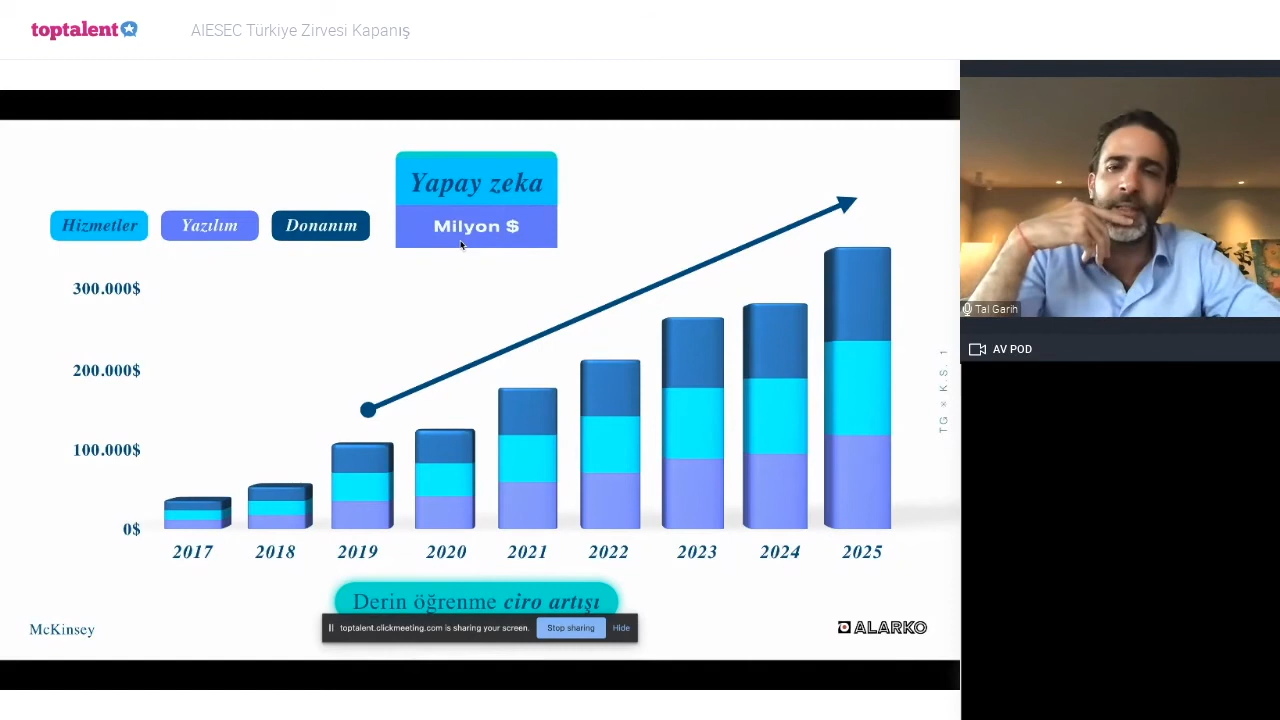 toptalent
AIESEC Türkiye Zirvesi Kapanış
Yapay zeka
Milyon $
Hizmetler
Yazılım
Donanım
300.000$
200.000$
100.000$
0$
2017 2018 2019 2020 2021 2022 2023 2024 2025
Derin öğrenme ciro artışı
toptalent.clickmeeting.com is sharing your screen. Stop sharing Hide
McKinsey
ALARKO
TG × K.S. 1
Tal Garih
AV POD